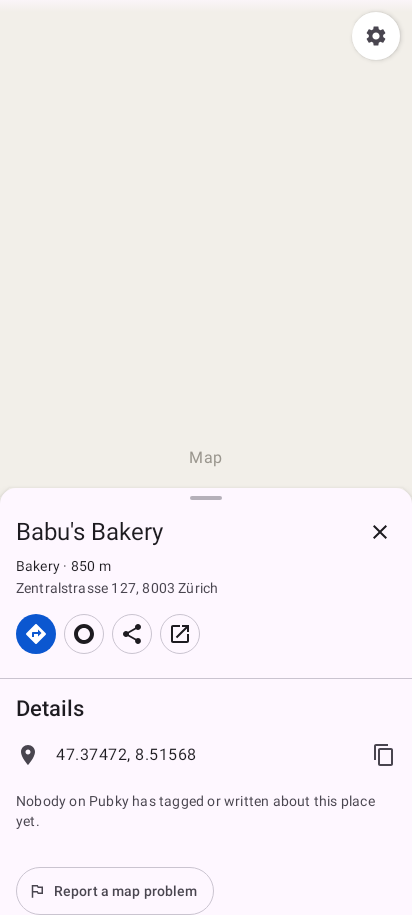 Map
Babu's Bakery
Bakery · 850 m
Zentralstrasse 127, 8003 Zürich
Details
47.37472, 8.51568
Nobody on Pubky has tagged or written about this place
yet.
Report a map problem